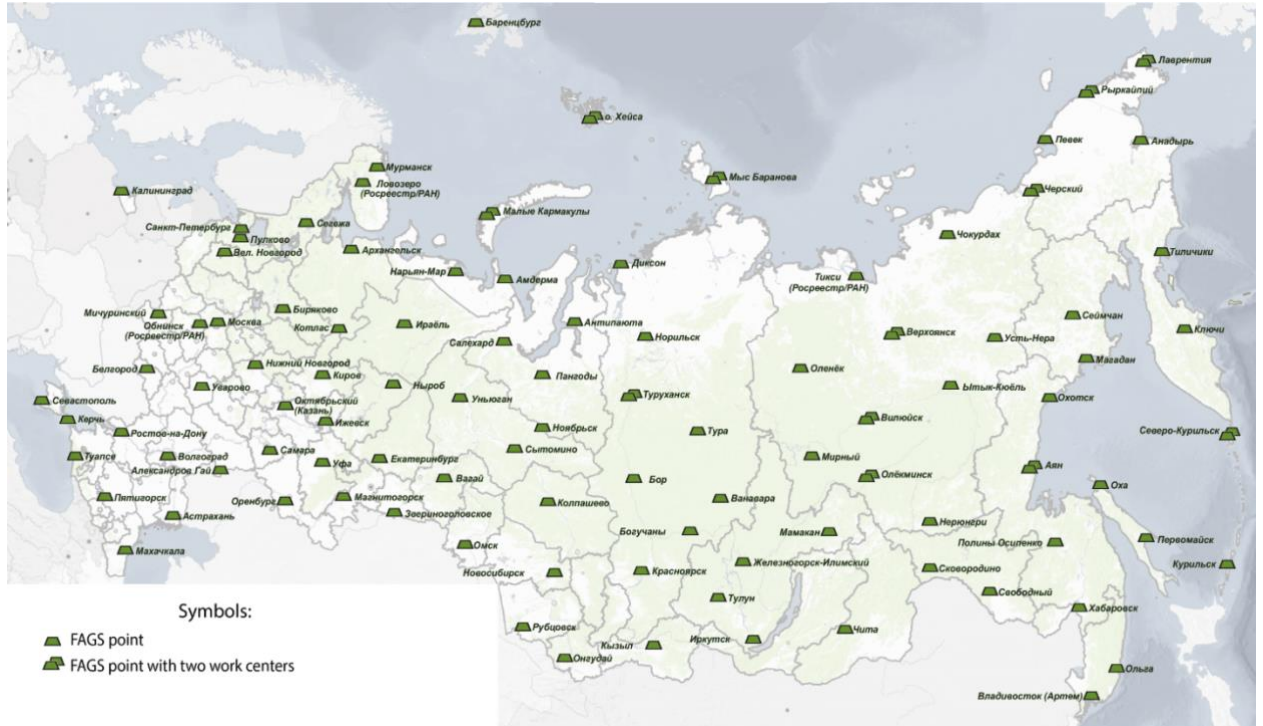 Баренцбург
Лаврентия
Рыркайпий
о. Хейса
Певек
Анадырь
Мурманск
Мыс Баранова
Ловозеро
(Росреестр/РАН)
Калининград
Черский
Малые Кармакулы
Сегежа
Санкт-Петербург
Пулково
Чокурдах
Вел. Новгород
Архангельск
Тиличики
Диксон
Нарьян-Мар
Амдерма
Тикси
(Росреестр/РАН)
Мичуринский
Биряково
Обнинск
(Росреестр/РАН)
Москва
Котлас
Ираёль
Антипаюта
Сеймчан
Ключи
Норильск
Верхоянск
Усть-Нера
Салехард
Магадан
Нижний Новгород
Белгород
Киров
Пангоды
Оленёк
Уварово
Ныроб
Ытык-Кюёль
Севастополь
Октябрьский
(Казань)
Уньюган
Туруханск
Охотск
Керчь
Ижевск
Вилюйск
Ростов-на-Дону
Ноябрьск
Тура
Северо-Курильск
Самара
Сытомино
Туапсе
Волгоград
Екатеринбург
Мирный
Александров Гай
Уфа
Аян
Вагай
Бор
Олёкминск
Оха
Пятигорск
Оренбург
Магнитогорск
Колпашево
Ванавара
Астрахань
Звериноголовское
Нерюнгри
Богучаны
Мамакан
Полины Осипенко
Первомайск
Омск
Махачкала
Железногорск-Илимский
Курильск
Новосибирск
Красноярск
Сковородино
Свободный
Тулун
Хабаровск
Symbols:
Рубцовск
Чита
FAGS point
Иркутск
Кызыл
Онгудай
FAGS point with two work centers
Ольга
Владивосток (Артем)